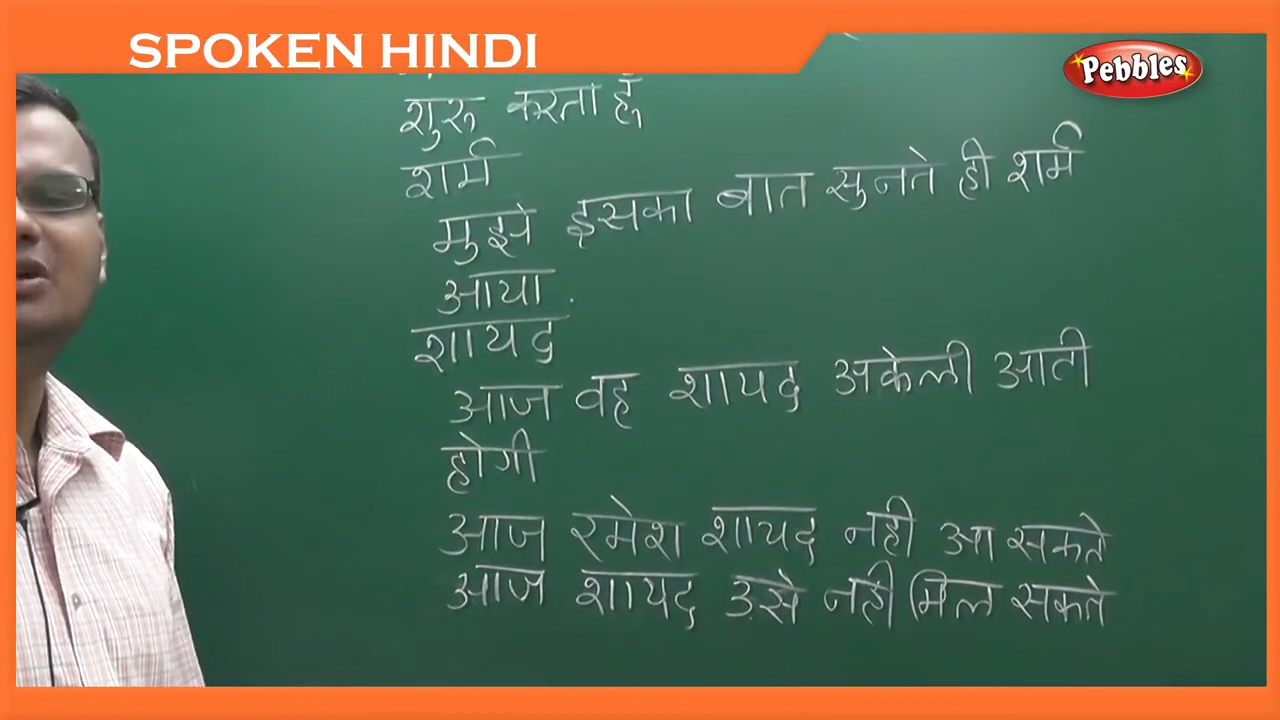 SPOKEN HINDI
Pebbles
शुरू करता हूँ
शर्म
मुझे इसका बात सुनते ही शर्म
आया .
शायद
आज वह शायद अकेली आती
होगी
आज रमेश शायद नही आ सकते
आज शायद उसे नही मिल सकते